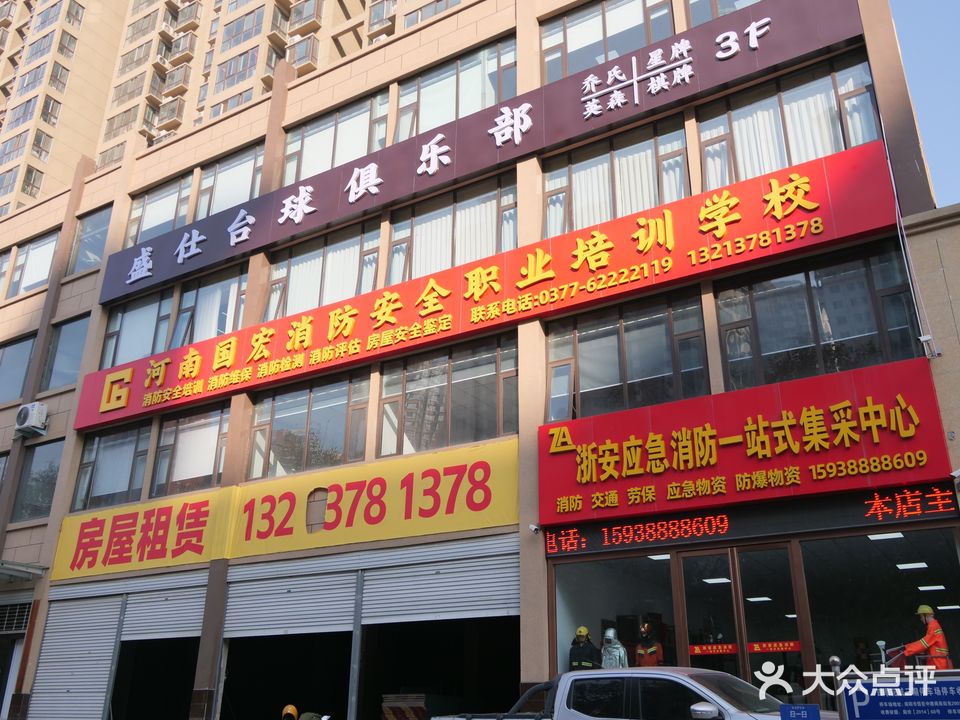 盛仕台球俱乐部
乔氏 星牌
英森 棋牌
3F
河南国宏消防安全职业培训学校
消防安全培训 消防维保 消防检测 消防评估 房屋安全鉴定 联系电话:0377-62222119 13213781378
房屋租赁 132 378 1378
ZA 浙安应急消防一站式集采中心
消防 交通 劳保 应急物资 防爆物资 15938888609
电话: 15938888609 本店主
大众点评
P